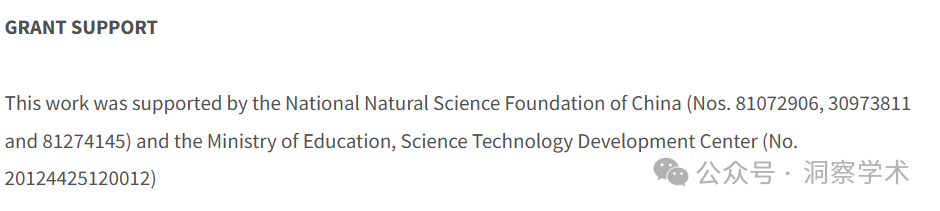 GRANT SUPPORT
This work was supported by the National Natural Science Foundation of China (Nos. 81072906, 30973811
and 81274145) and the Ministry of Education, Science Technology Development Center (No.
20124425120012)
公众号 · 洞察学术